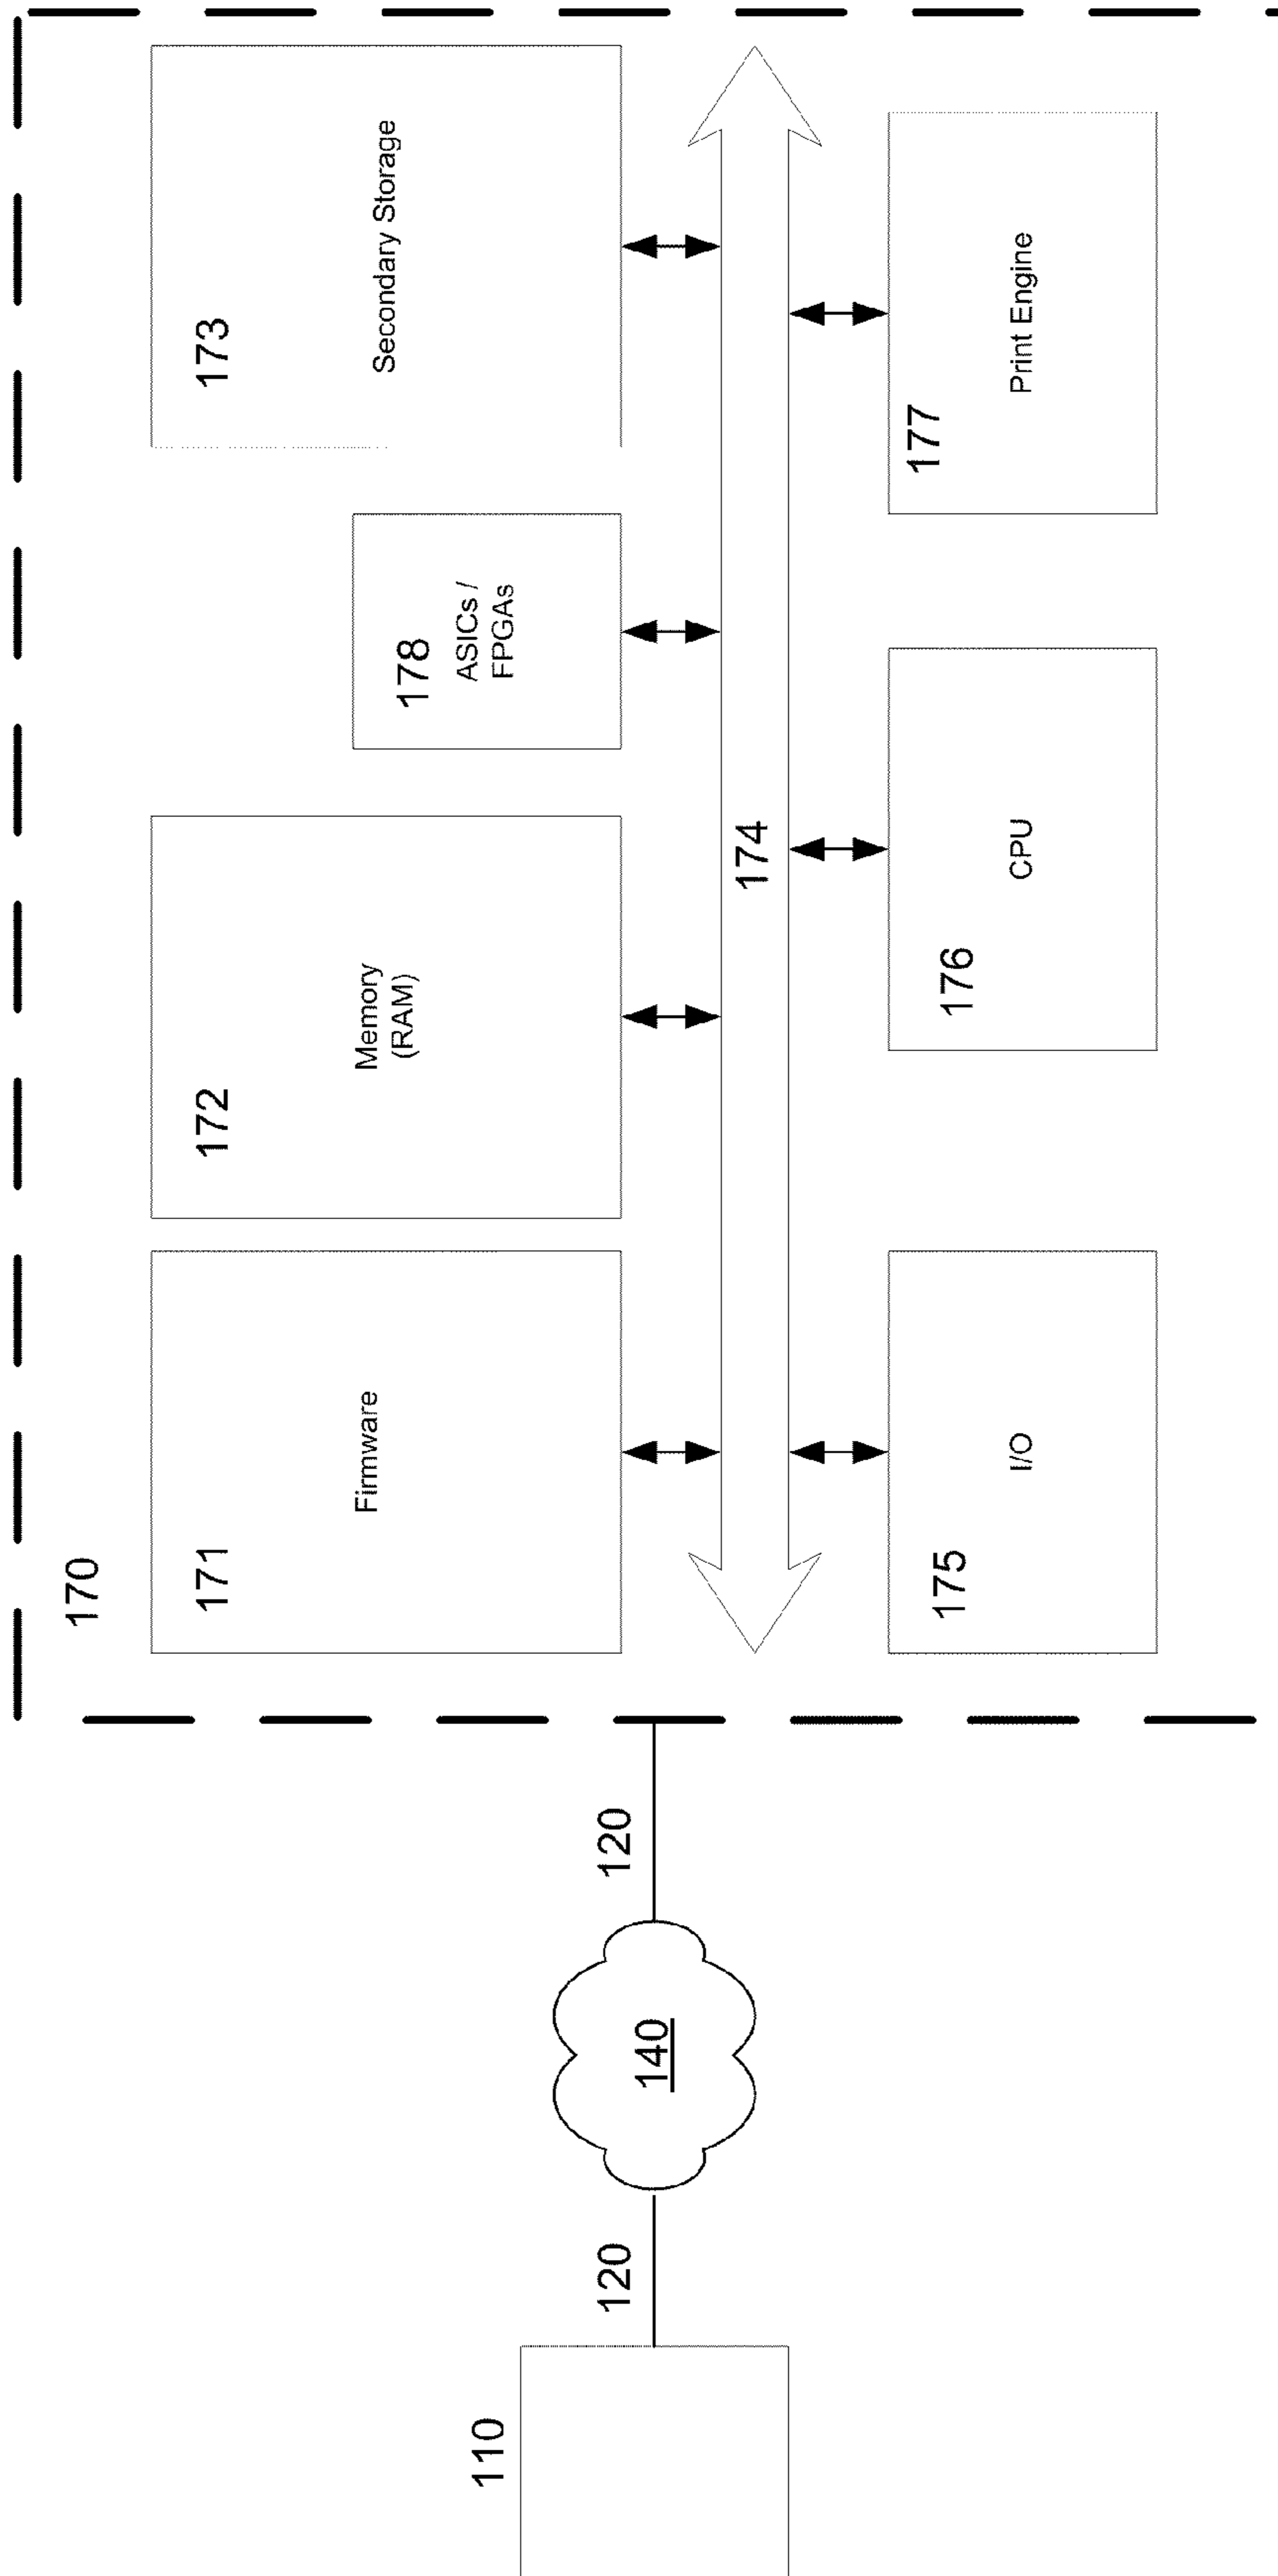 170
171
Firmware
172
Memory
(RAM)
178
ASICs /
FPGAs
173
Secondary Storage
174
175
I/O
176
CPU
177
Print Engine
110
120
140
120